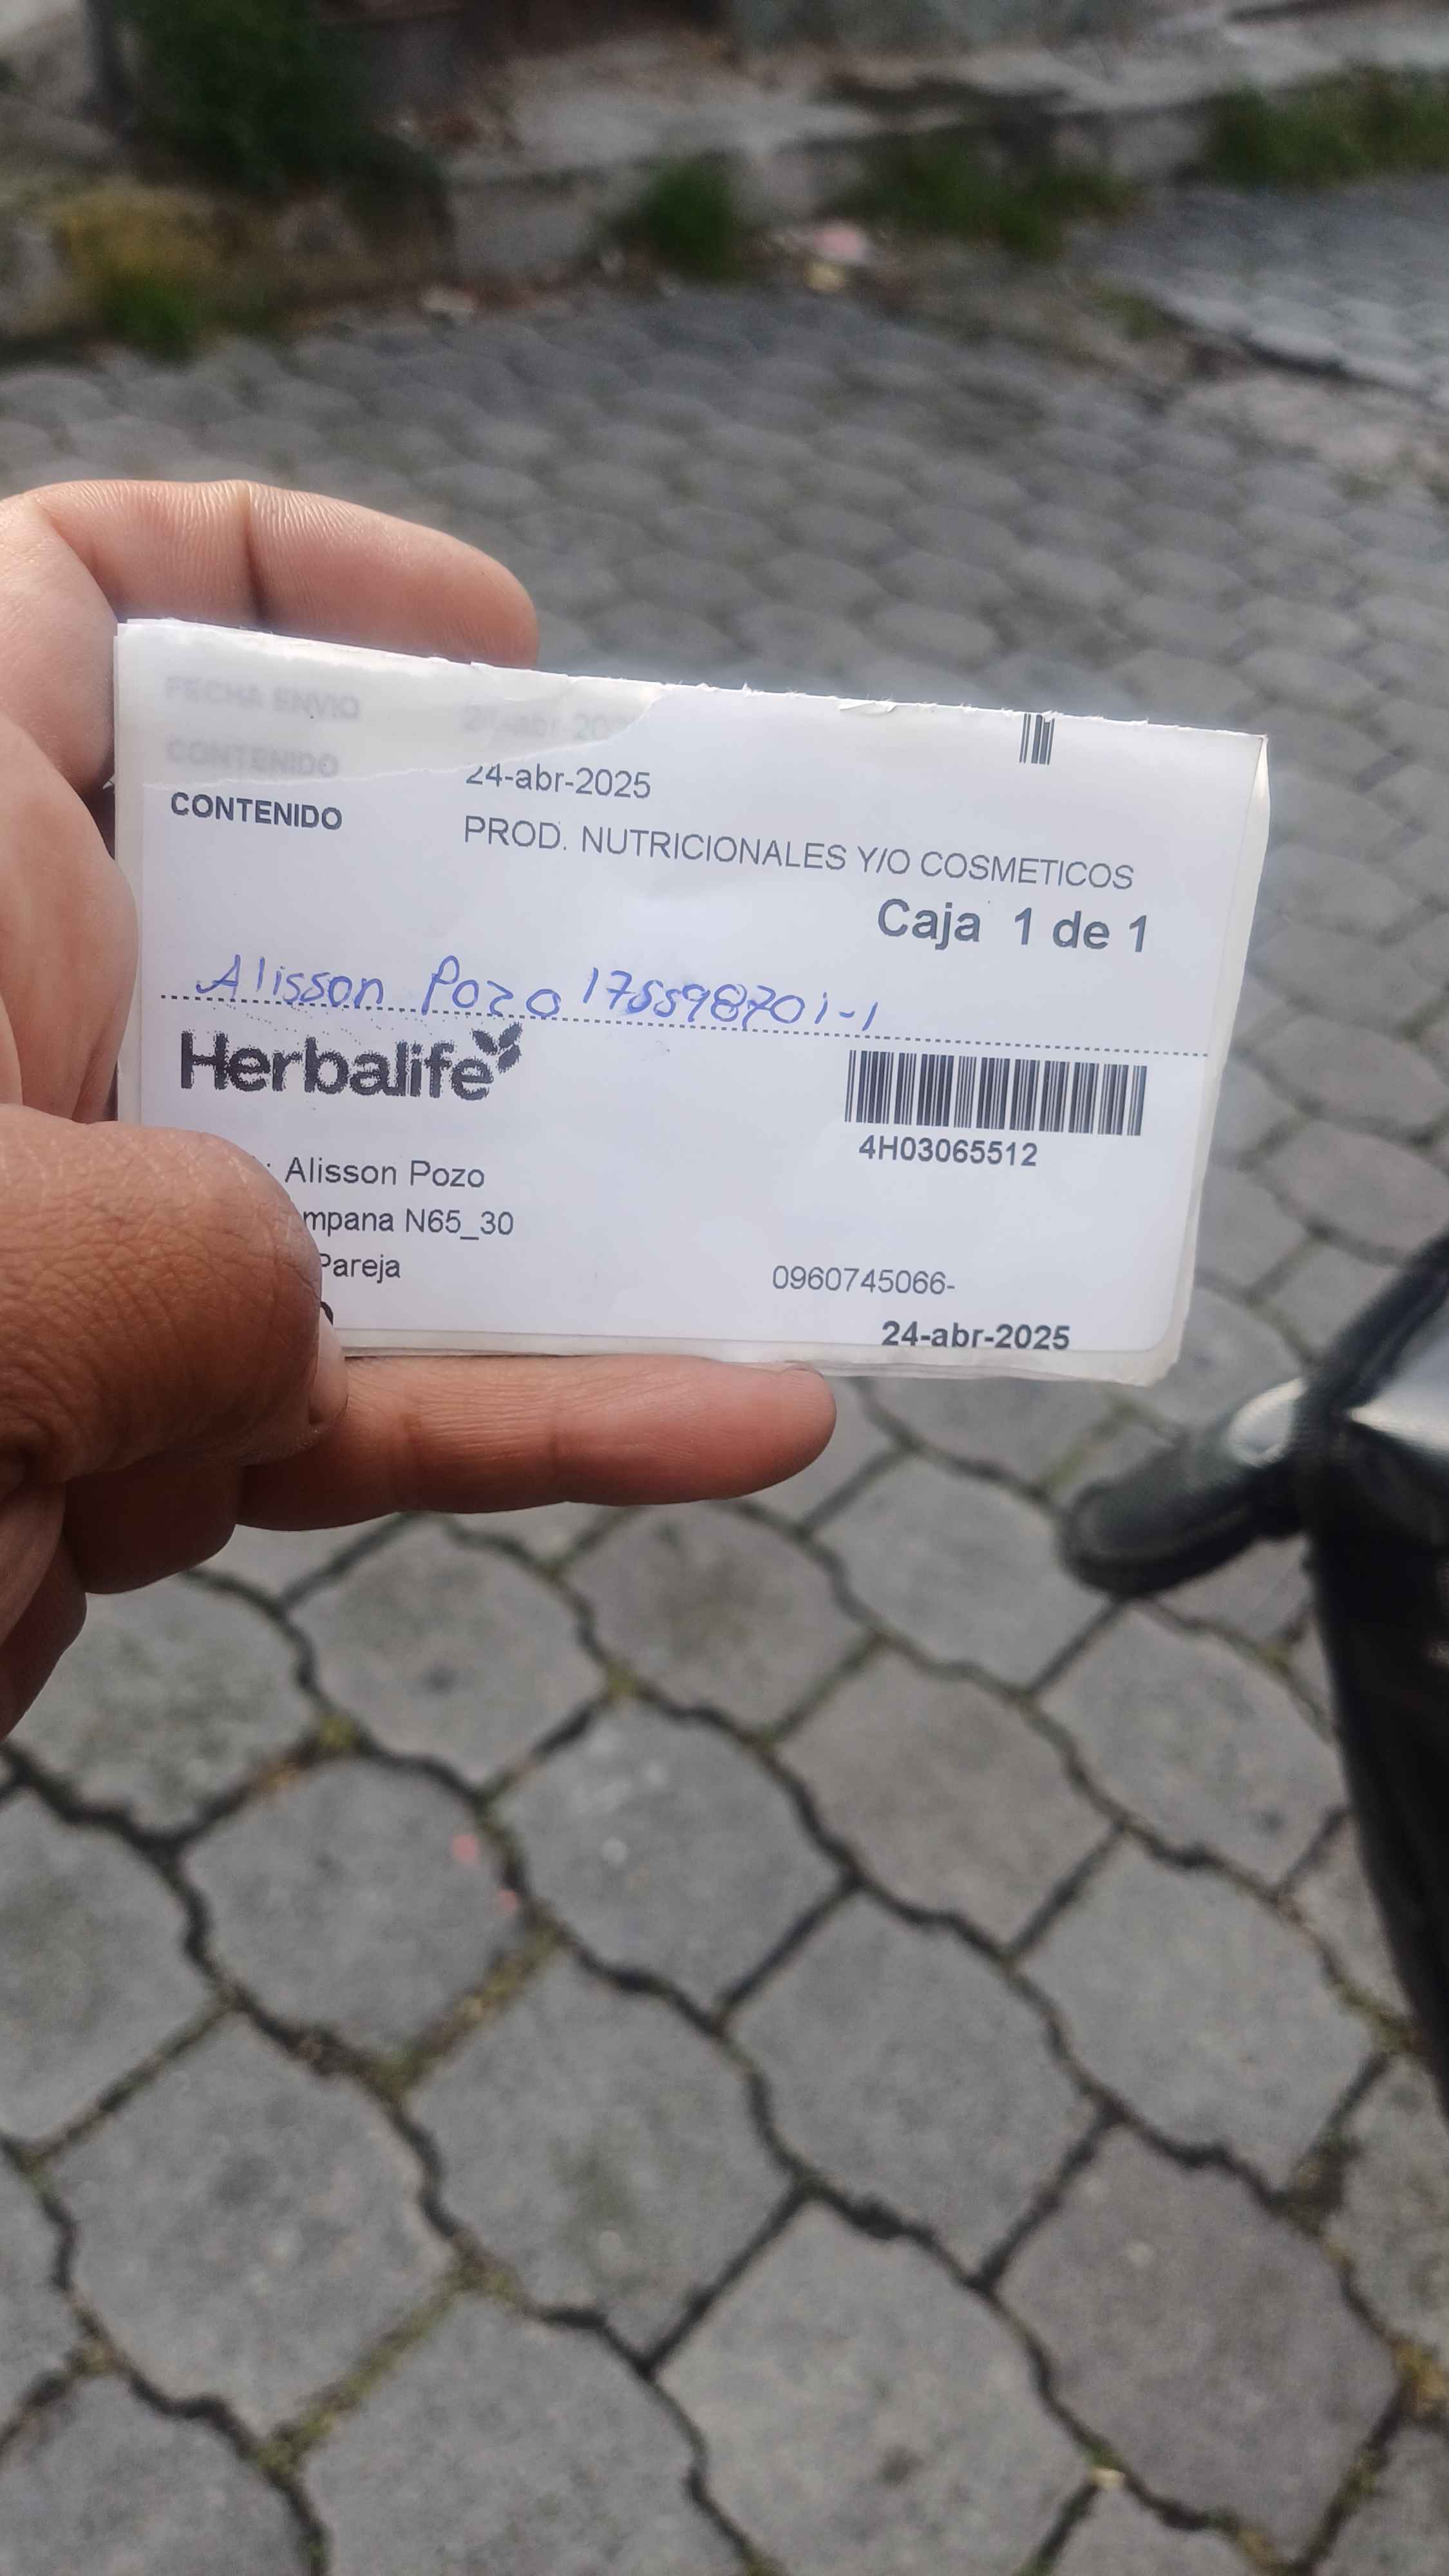 FECHA ENVIO
24-abr-2025
CONTENIDO
CONTENIDO PROD. NUTRICIONALES Y/O COSMETICOS
Caja 1 de 1
Alisson Pozo 175598701-1
Herbalife
4H03065512
: Alisson Pozo
mpana N65_30
Pareja
0960745066-
24-abr-2025